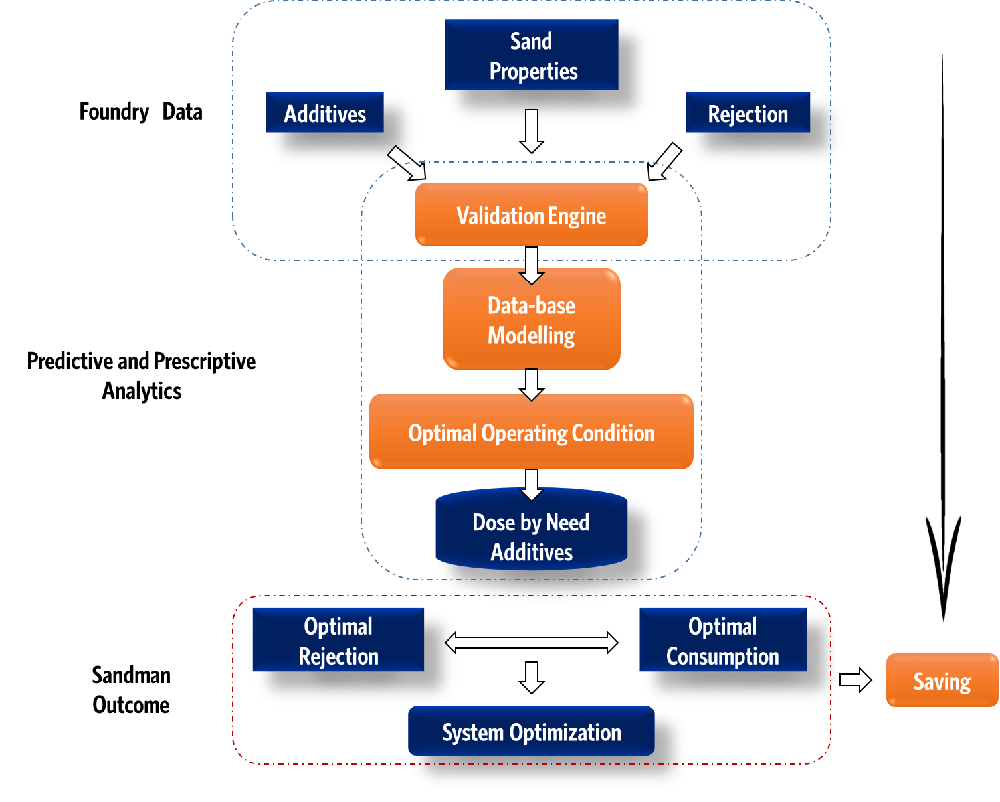 Sand
Properties
Foundry Data
Additives
Rejection
Validation Engine
Data-base
Modelling
Predictive and Prescriptive
Analytics
Optimal Operating Condition
Dose by Need
Additives
Optimal
Rejection
Optimal
Consumption
Sandman
Outcome
Saving
System Optimization